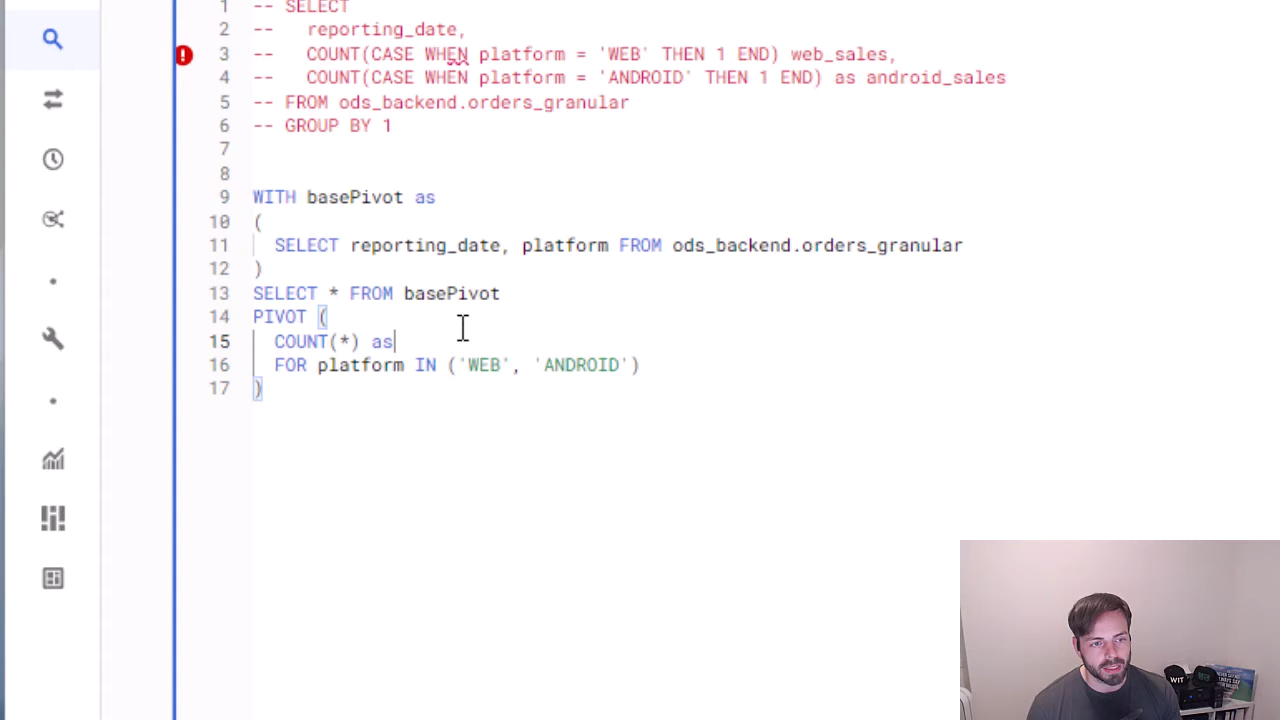 1 -- SELECT
2 -- reporting_date,
3 -- COUNT(CASE WHEN platform = 'WEB' THEN 1 END) web_sales,
4 -- COUNT(CASE WHEN platform = 'ANDROID' THEN 1 END) as android_sales
5 -- FROM ods_backend.orders_granular
6 -- GROUP BY 1
7
8
9 WITH basePivot as
10 (
11 SELECT reporting_date, platform FROM ods_backend.orders_granular
12 )
13 SELECT * FROM basePivot
14 PIVOT (
15 COUNT(*) as
16 FOR platform IN ('WEB', 'ANDROID')
17 )
WIT